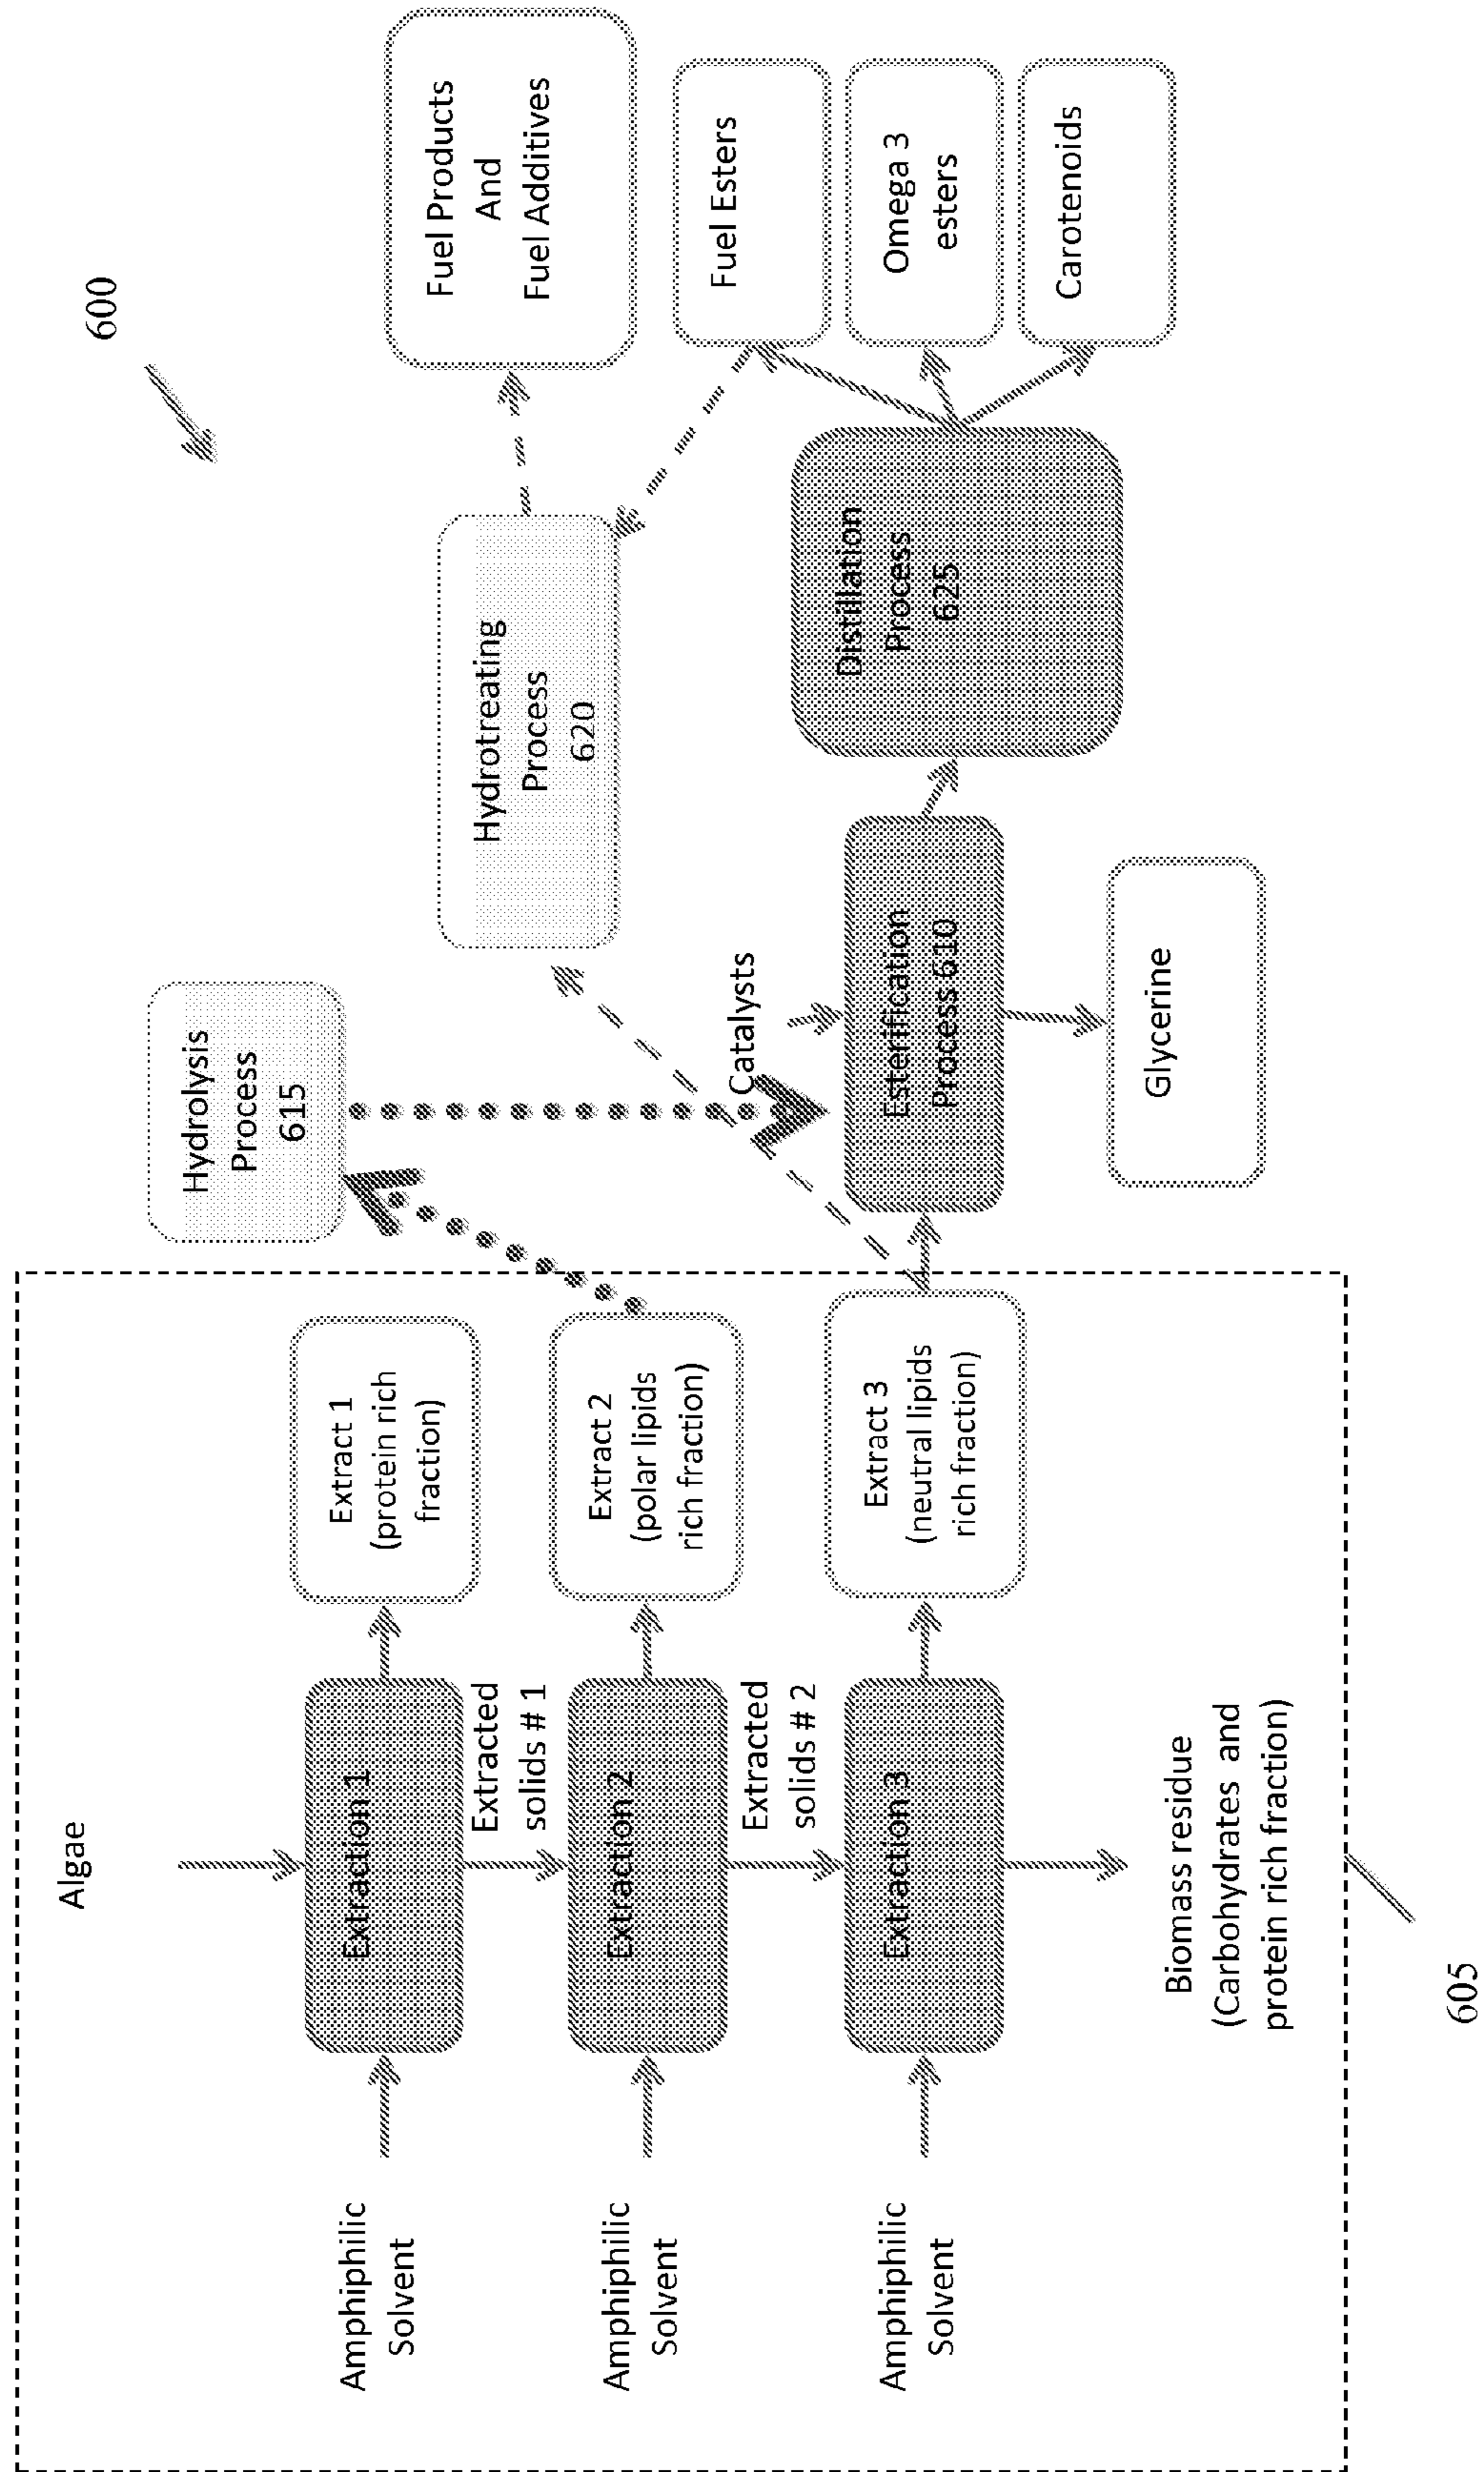 600
Algae
Amphiphilic
Solvent
Extraction 1
Extract 1
(protein rich
fraction)
Extracted
solids # 1
Amphiphilic
Solvent
Extraction 2
Extract 2
(polar lipids
rich fraction)
Extracted
solids # 2
Amphiphilic
Solvent
Extraction 3
Extract 3
(neutral lipids
rich fraction)
Biomass residue
(Carbohydrates and
protein rich fraction)
605
Hydrolysis
Process
615
Catalysts
Esterification
Process 610
Glycerine
Hydrotreating
Process
620
Distillation
Process
625
Fuel Products
And
Fuel Additives
Fuel Esters
Omega 3
esters
Carotenoids